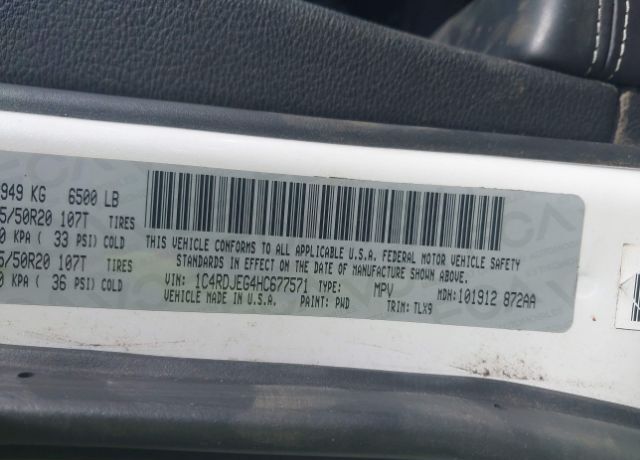 949 KG 6500 LB
5/50R20 107T TIRES
0 KPA ( 33 PSI) COLD
5/50R20 107T TIRES
0 KPA ( 36 PSI) COLD
THIS VEHICLE CONFORMS TO ALL APPLICABLE U.S.A. FEDERAL MOTOR VEHICLE SAFETY
STANDARDS IN EFFECT ON THE DATE OF MANUFACTURE SHOWN ABOVE.
VIN: 1C4RDJEG4HC677571 TYPE: MPV MDH: 101912 872AA
VEHICLE MADE IN U.S.A. PAINT: PWD TRIM: TLX9